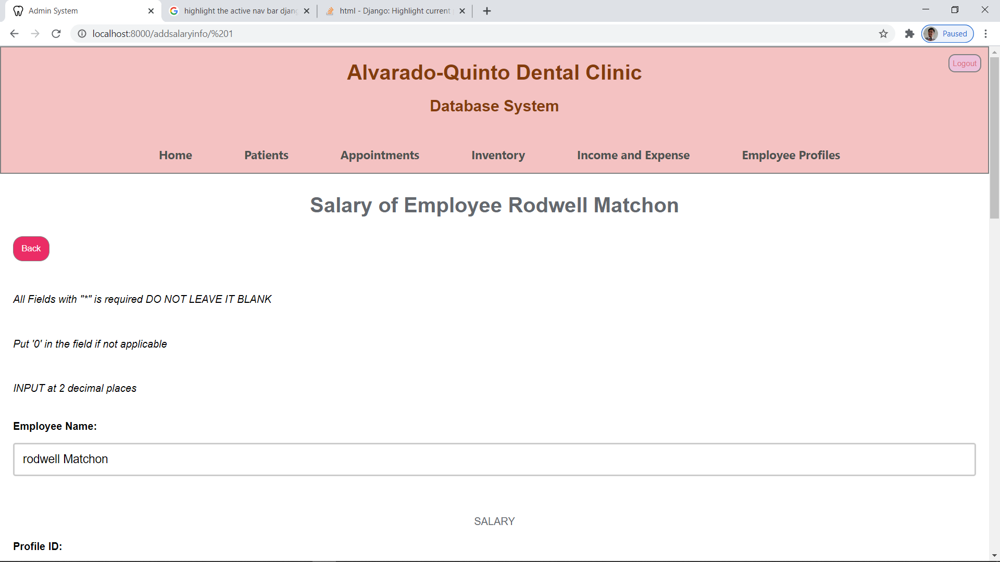 Admin System
highlight the active nav bar djang
html - Django: Highlight current
localhost:8000/addsalaryinfo/%201
Paused
Logout
Alvarado-Quinto Dental Clinic
Database System
Home Patients Appointments Inventory Income and Expense Employee Profiles
Salary of Employee Rodwell Matchon
Back
All Fields with "*" is required DO NOT LEAVE IT BLANK
Put '0' in the field if not applicable
INPUT at 2 decimal places
Employee Name:
rodwell Matchon
SALARY
Profile ID: